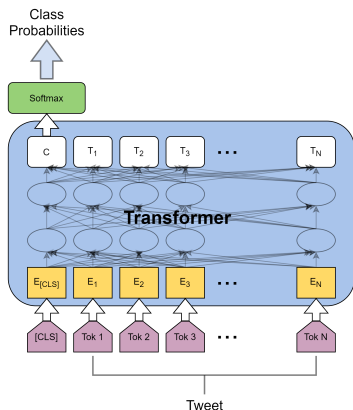 Class
Probabilities
Softmax
C T1 T2 T3 ... TN
Transformer
E[CLS] E1 E2 E3 ... EN
[CLS] Tok 1 Tok 2 Tok 3 ... Tok N
Tweet